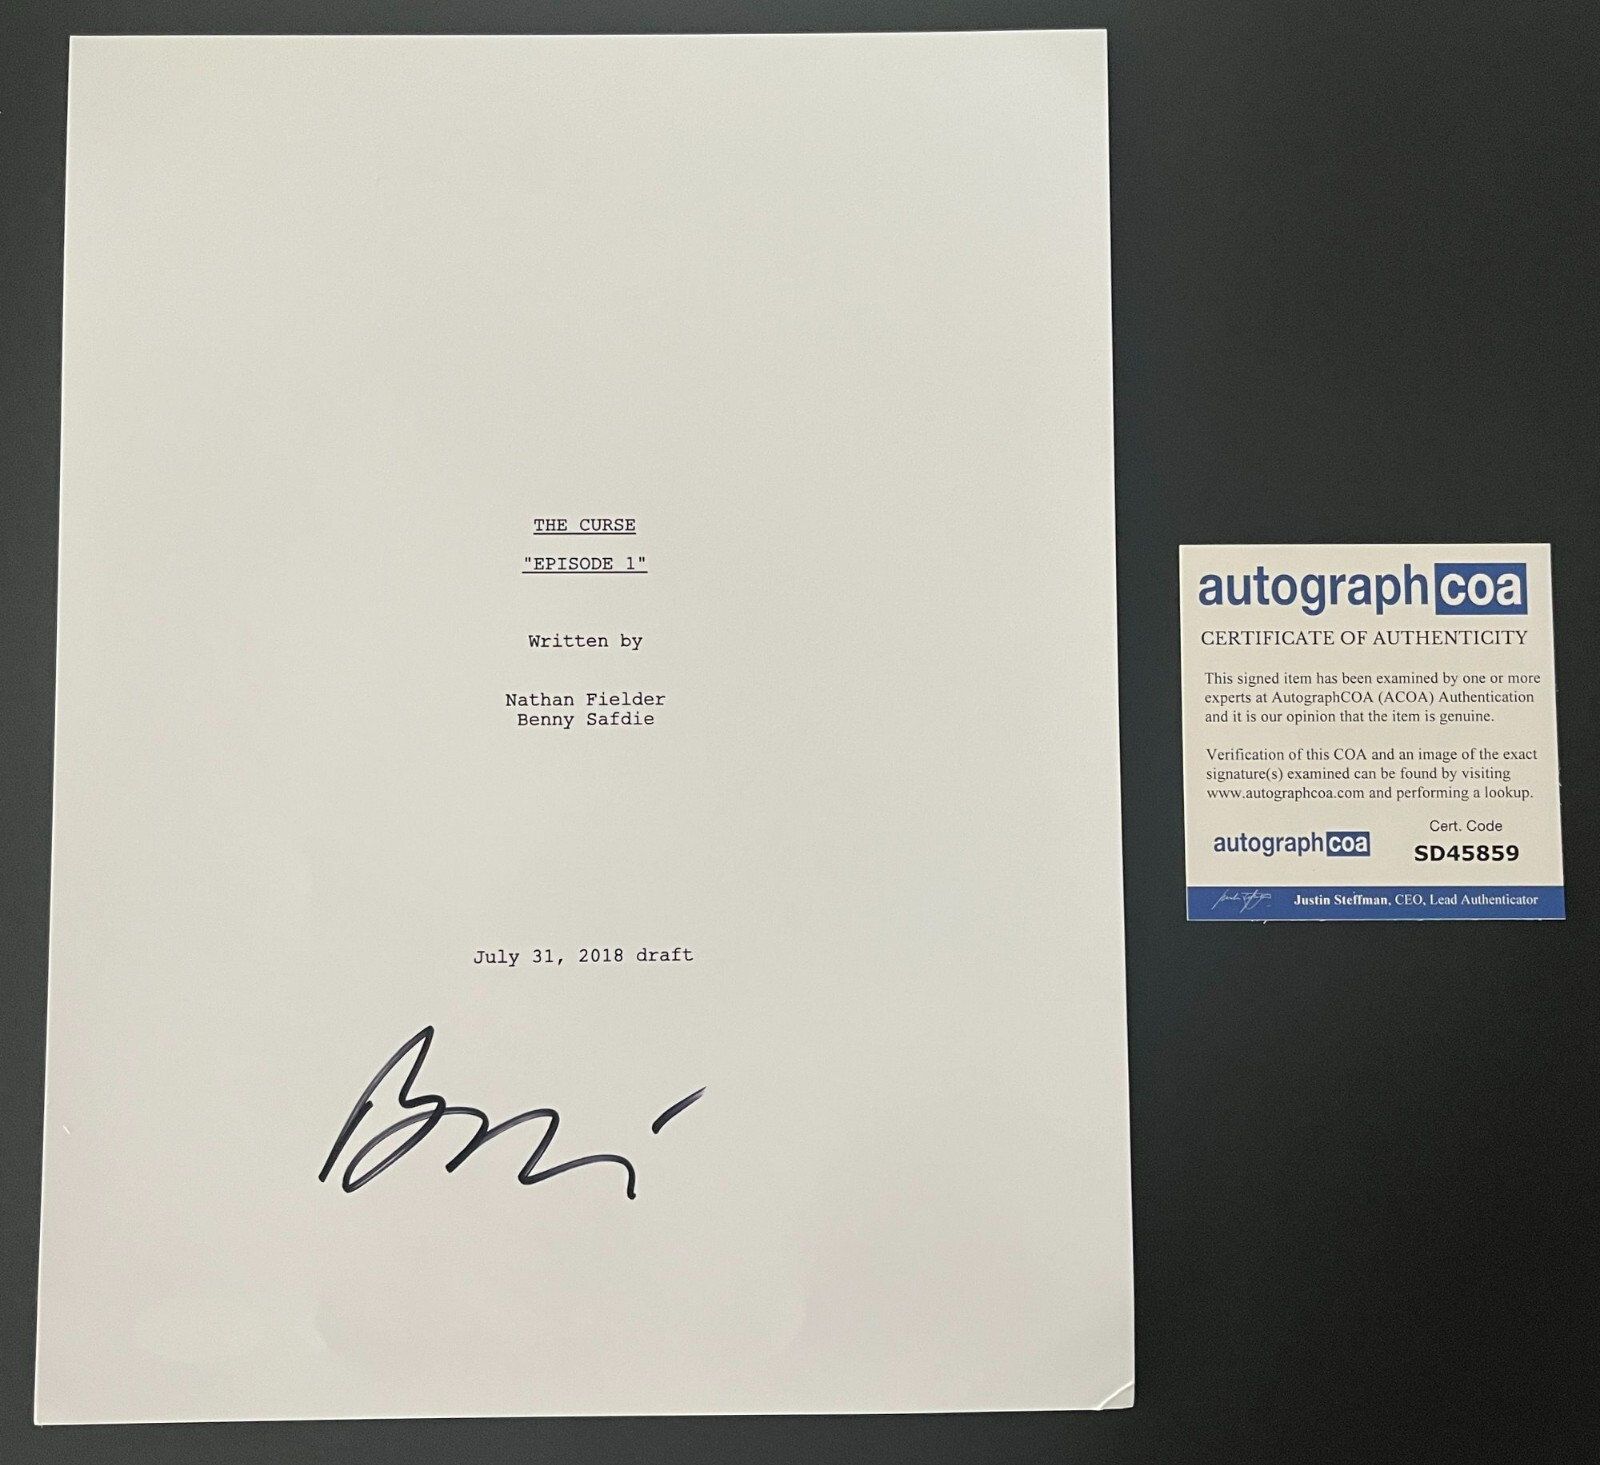 THE CURSE
"EPISODE 1"
Written by
Nathan Fielder
Benny Safdie
July 31, 2018 draft
autographcoa
CERTIFICATE OF AUTHENTICITY
This signed item has been examined by one or more
experts at AutographCOA (ACOA) Authentication
and it is our opinion that the item is genuine.
Verification of this COA and an image of the exact
signature(s) examined can be found by visiting
www.autographcoa.com and performing a lookup.
autographcoa
Cert. Code
SD45859
Justin Steffman, CEO, Lead Authenticator